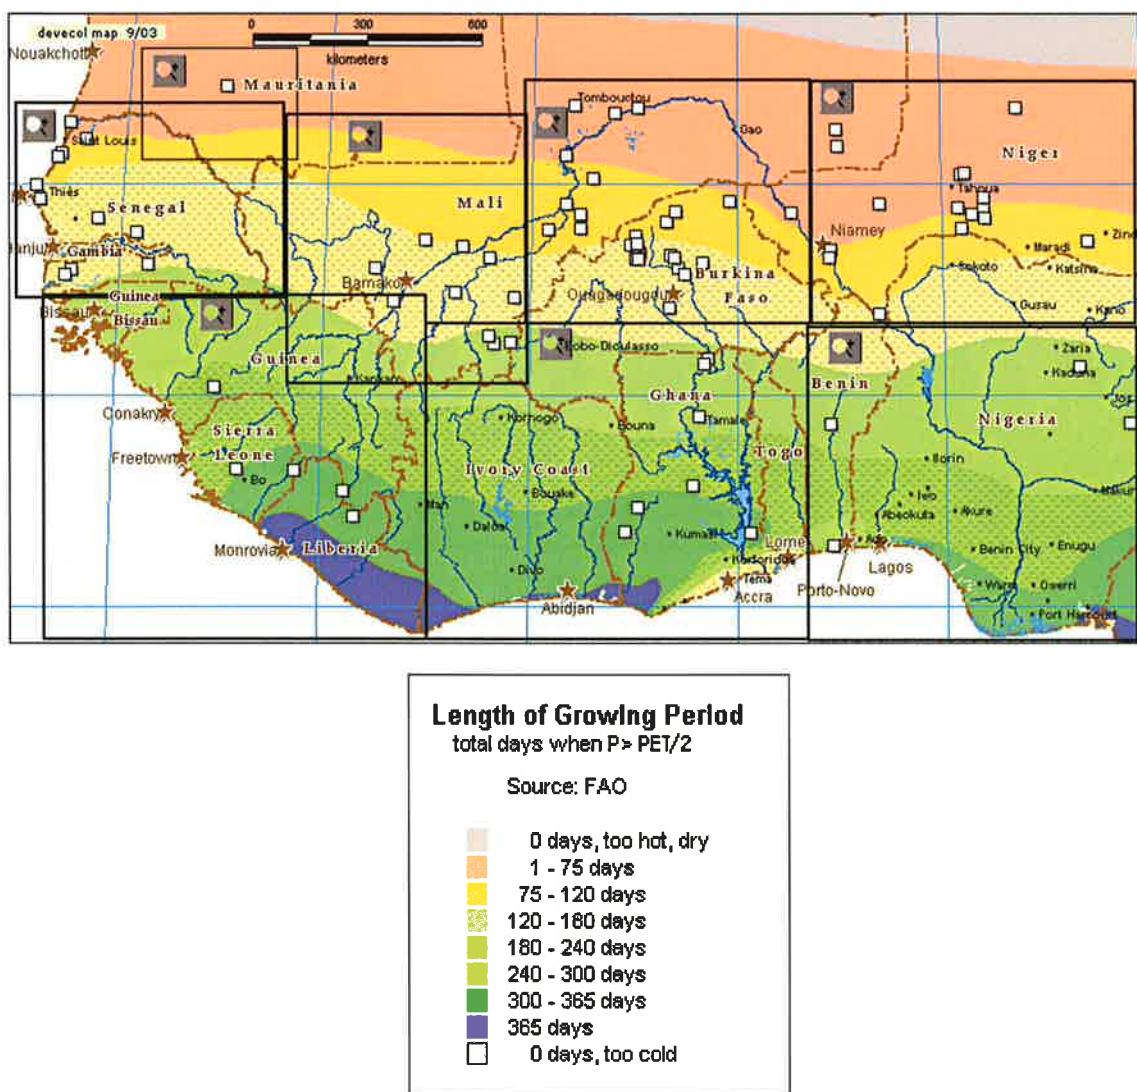 devecol map 9/03
0 300 600
kilometers
Nouakchott
Mauritania
Tombouctou
Gao
Niger
Saint Louis
Thiès
Senegal
Mali
Tahoua
Niamey
Maradi
Zind
anjul
Gambia
Bamako
Burkina
Faso
Sokoto
Katsina
Ouagadougou
Gusau
Kano
Guinea
Bissau
Bissau
Guinea
Bobo-Dioulasso
Zaria
Kaduna
Kankan
Benin
Ghana
Jos
Conakry
Korhogo
Bouna
Tamale
Nigeria
Sierra
Leone
Togo
Freetown
Ivory Coast
Ilorin
Bo
Bouake
Iwo
Makur
Man
Daloa
Kumasi
Abeokuta
Akure
Monrovia
Liberia
Lome
Ado
Benin City
Enugu
Divo
Koforidua
Lagos
Tema
Accra
Porto-Novo
Warri
Owerri
Abidjan
Port Harcourt
Length of Growing Period
total days when P> PET/2
Source: FAO
0 days, too hot, dry
1 - 75 days
75 - 120 days
120 - 180 days
180 - 240 days
240 - 300 days
300 - 365 days
365 days
0 days, too cold